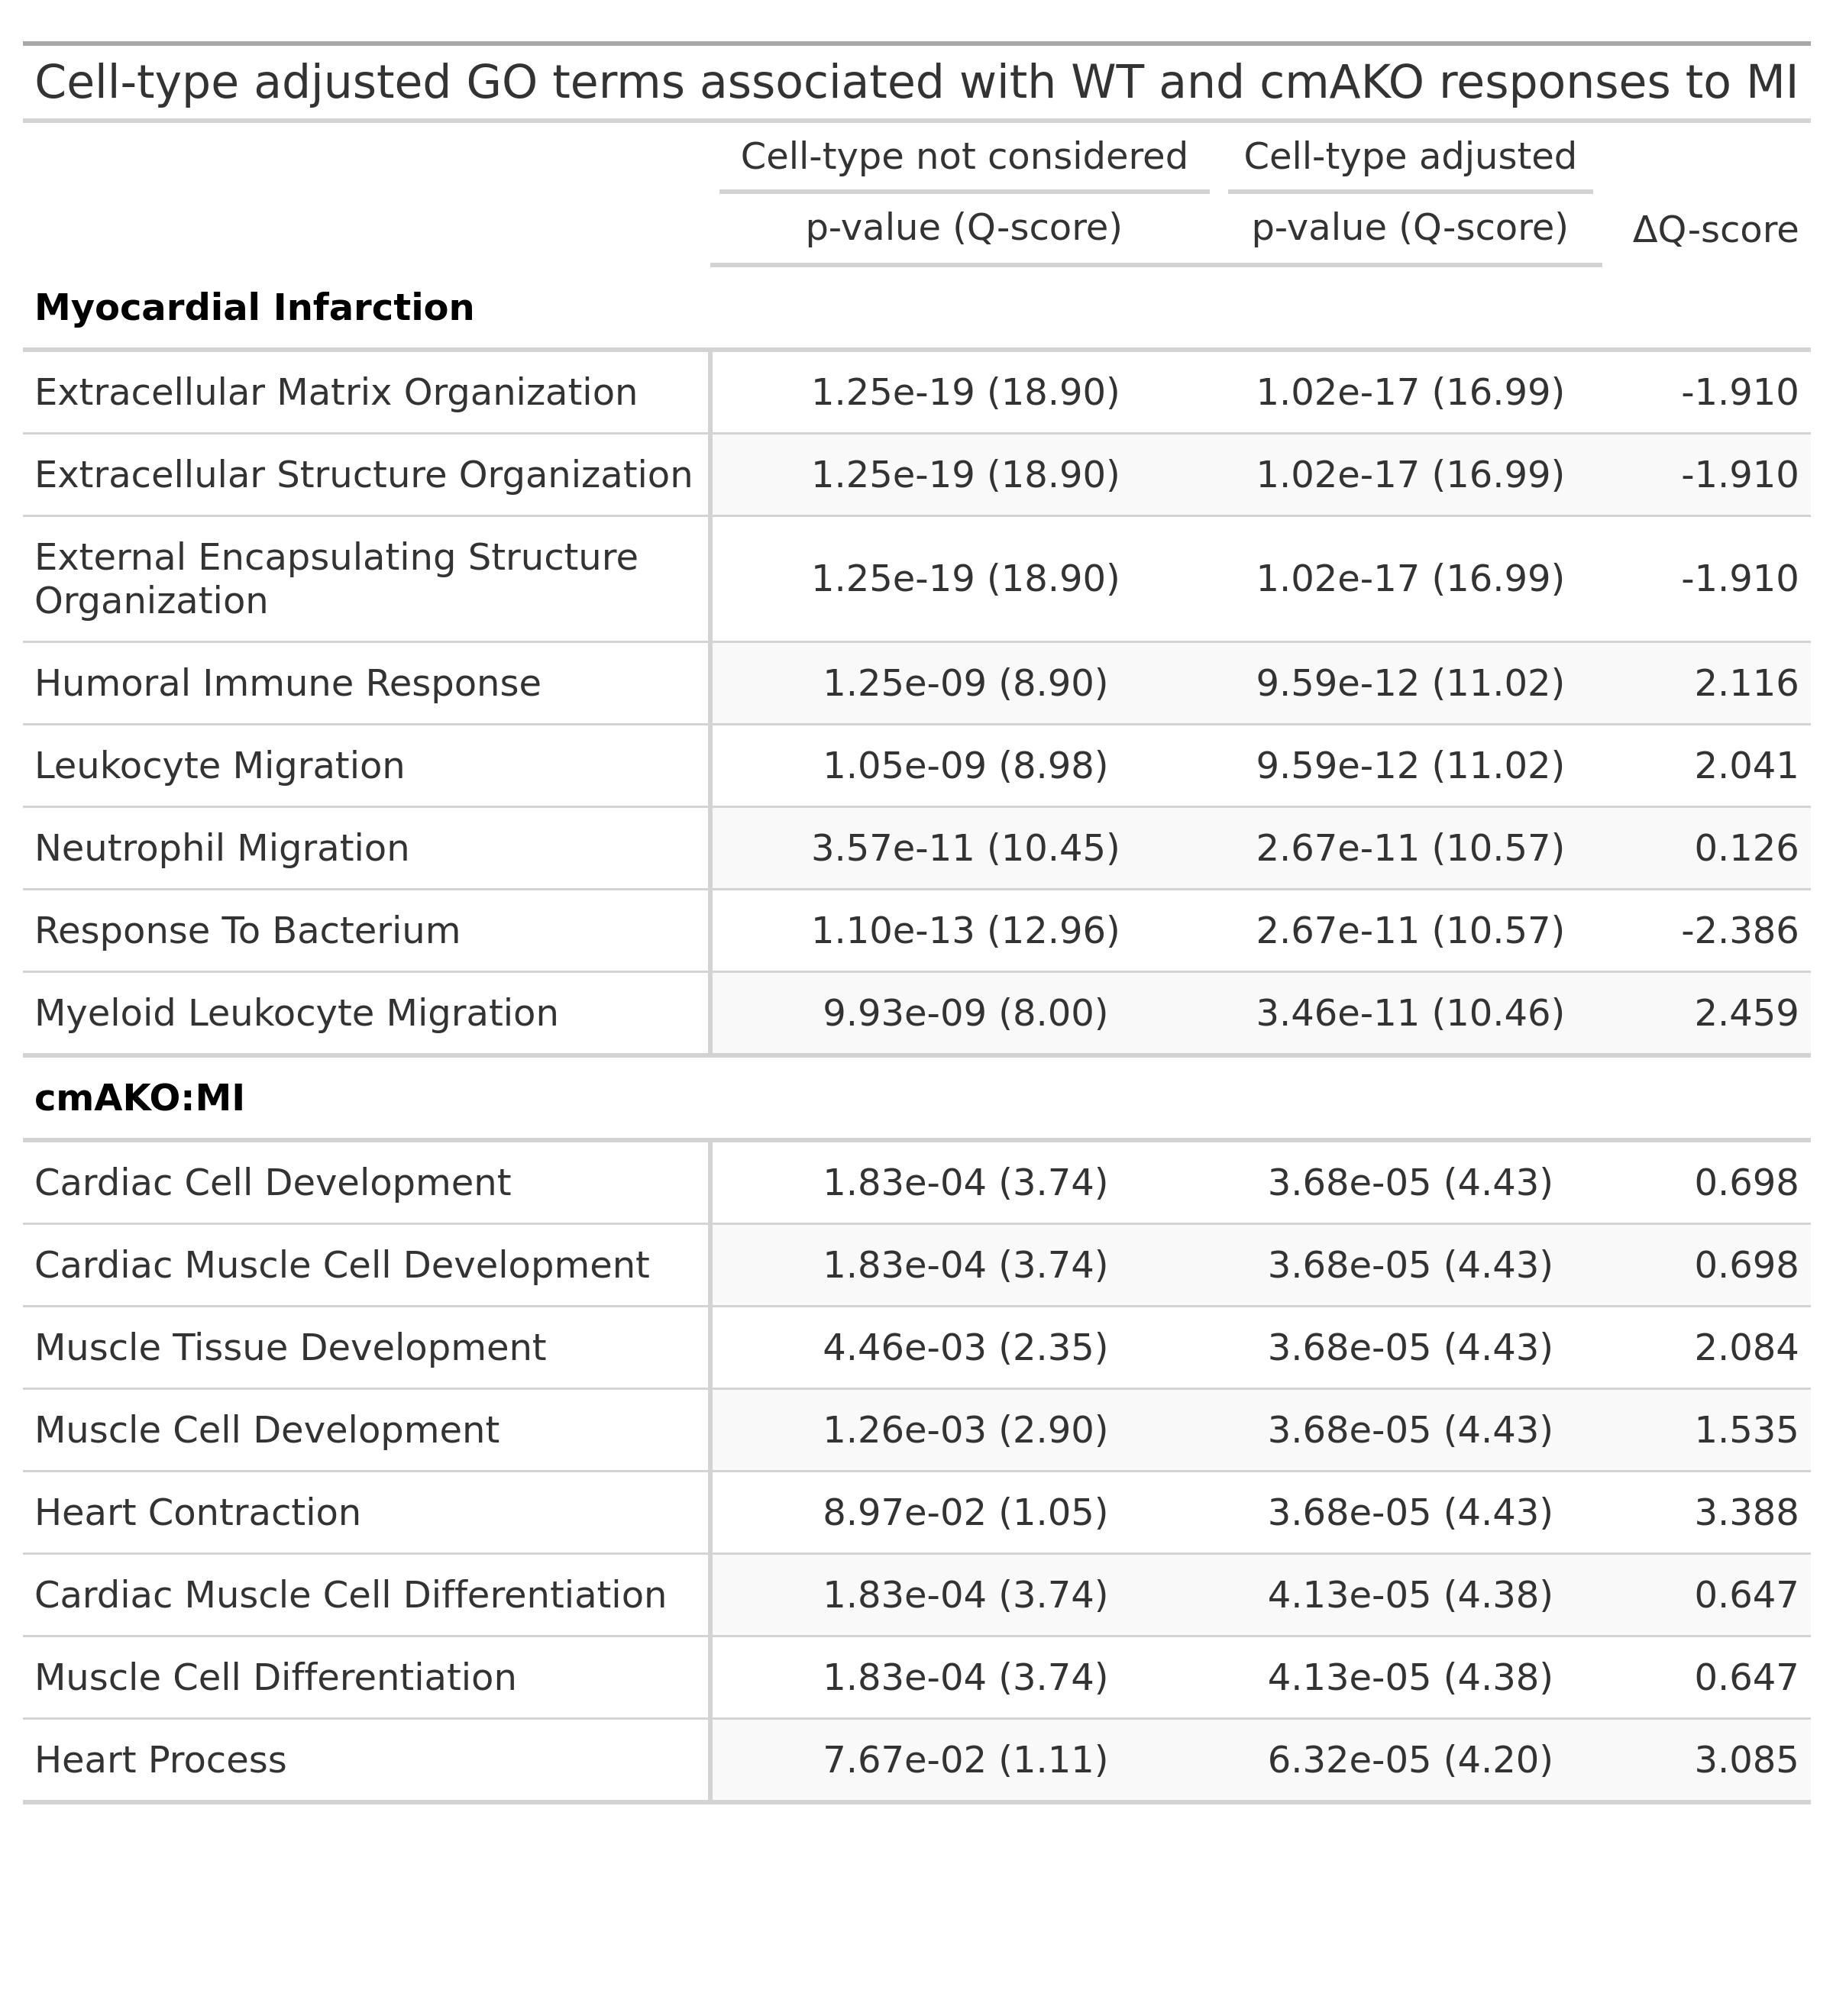 Cell-type adjusted GO terms associated with WT and cmAKO responses to MI
Cell-type not considered Cell-type adjusted
p-value (Q-score) p-value (Q-score) ΔQ-score
Myocardial Infarction
Extracellular Matrix Organization 1.25e-19 (18.90) 1.02e-17 (16.99) -1.910
Extracellular Structure Organization 1.25e-19 (18.90) 1.02e-17 (16.99) -1.910
External Encapsulating Structure
Organization 1.25e-19 (18.90) 1.02e-17 (16.99) -1.910
Humoral Immune Response 1.25e-09 (8.90) 9.59e-12 (11.02) 2.116
Leukocyte Migration 1.05e-09 (8.98) 9.59e-12 (11.02) 2.041
Neutrophil Migration 3.57e-11 (10.45) 2.67e-11 (10.57) 0.126
Response To Bacterium 1.10e-13 (12.96) 2.67e-11 (10.57) -2.386
Myeloid Leukocyte Migration 9.93e-09 (8.00) 3.46e-11 (10.46) 2.459
cmAKO:MI
Cardiac Cell Development 1.83e-04 (3.74) 3.68e-05 (4.43) 0.698
Cardiac Muscle Cell Development 1.83e-04 (3.74) 3.68e-05 (4.43) 0.698
Muscle Tissue Development 4.46e-03 (2.35) 3.68e-05 (4.43) 2.084
Muscle Cell Development 1.26e-03 (2.90) 3.68e-05 (4.43) 1.535
Heart Contraction 8.97e-02 (1.05) 3.68e-05 (4.43) 3.388
Cardiac Muscle Cell Differentiation 1.83e-04 (3.74) 4.13e-05 (4.38) 0.647
Muscle Cell Differentiation 1.83e-04 (3.74) 4.13e-05 (4.38) 0.647
Heart Process 7.67e-02 (1.11) 6.32e-05 (4.20) 3.085